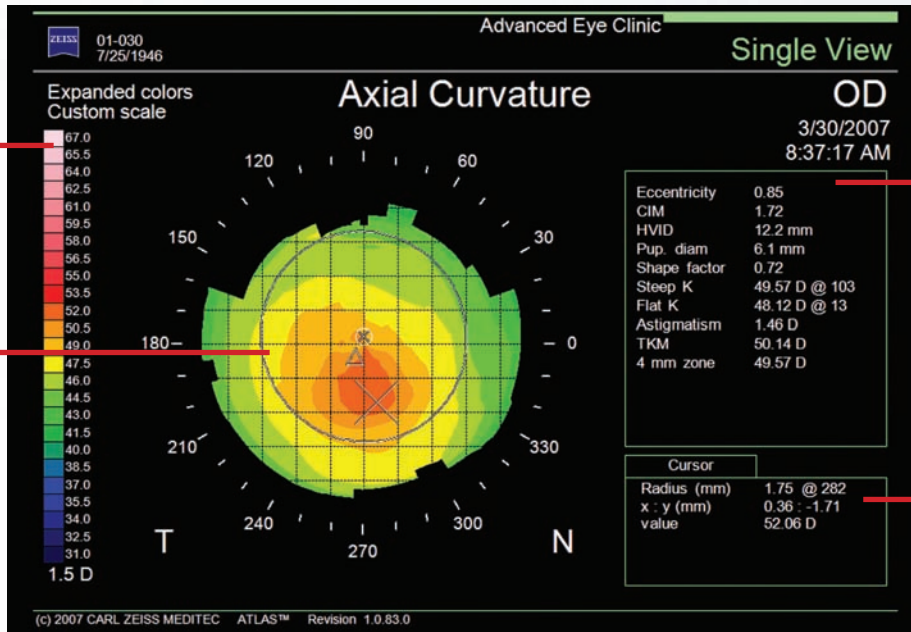 Advanced Eye Clinic
ZEISS
01-030
7/25/1946
Single View
Expanded colors
Custom scale
Axial Curvature
OD
3/30/2007
8:37:17 AM
67.0
65.5
64.0
62.5
61.0
59.5
58.0
56.5
55.0
53.5
52.0
50.5
49.0
47.5
46.0
44.5
43.0
41.5
40.0
38.5
37.0
35.5
34.0
32.5
31.0
1.5 D
90
120
60
150
30
180
0
210
330
240
300
270
T
N
Eccentricity 0.85
CIM 1.72
HVID 12.2 mm
Pup. diam 6.1 mm
Shape factor 0.72
Steep K 49.57 D @ 103
Flat K 48.12 D @ 13
Astigmatism 1.46 D
TKM 50.14 D
4 mm zone 49.57 D
Cursor
Radius (mm) 1.75 @ 282
x : y (mm) 0.36 : -1.71
value 52.06 D
(c) 2007 CARL ZEISS MEDITEC ATLAS™ Revision 1.0.83.0